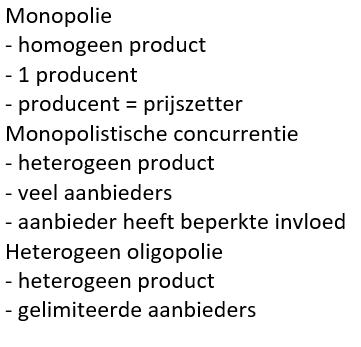 Monopolie
- homogeen product
- 1 producent
- producent = prijszetter
Monopolistische concurrentie
- heterogeen product
- veel aanbieders
- aanbieder heeft beperkte invloed
Heterogeen oligopolie
- heterogeen product
- gelimiteerde aanbieders